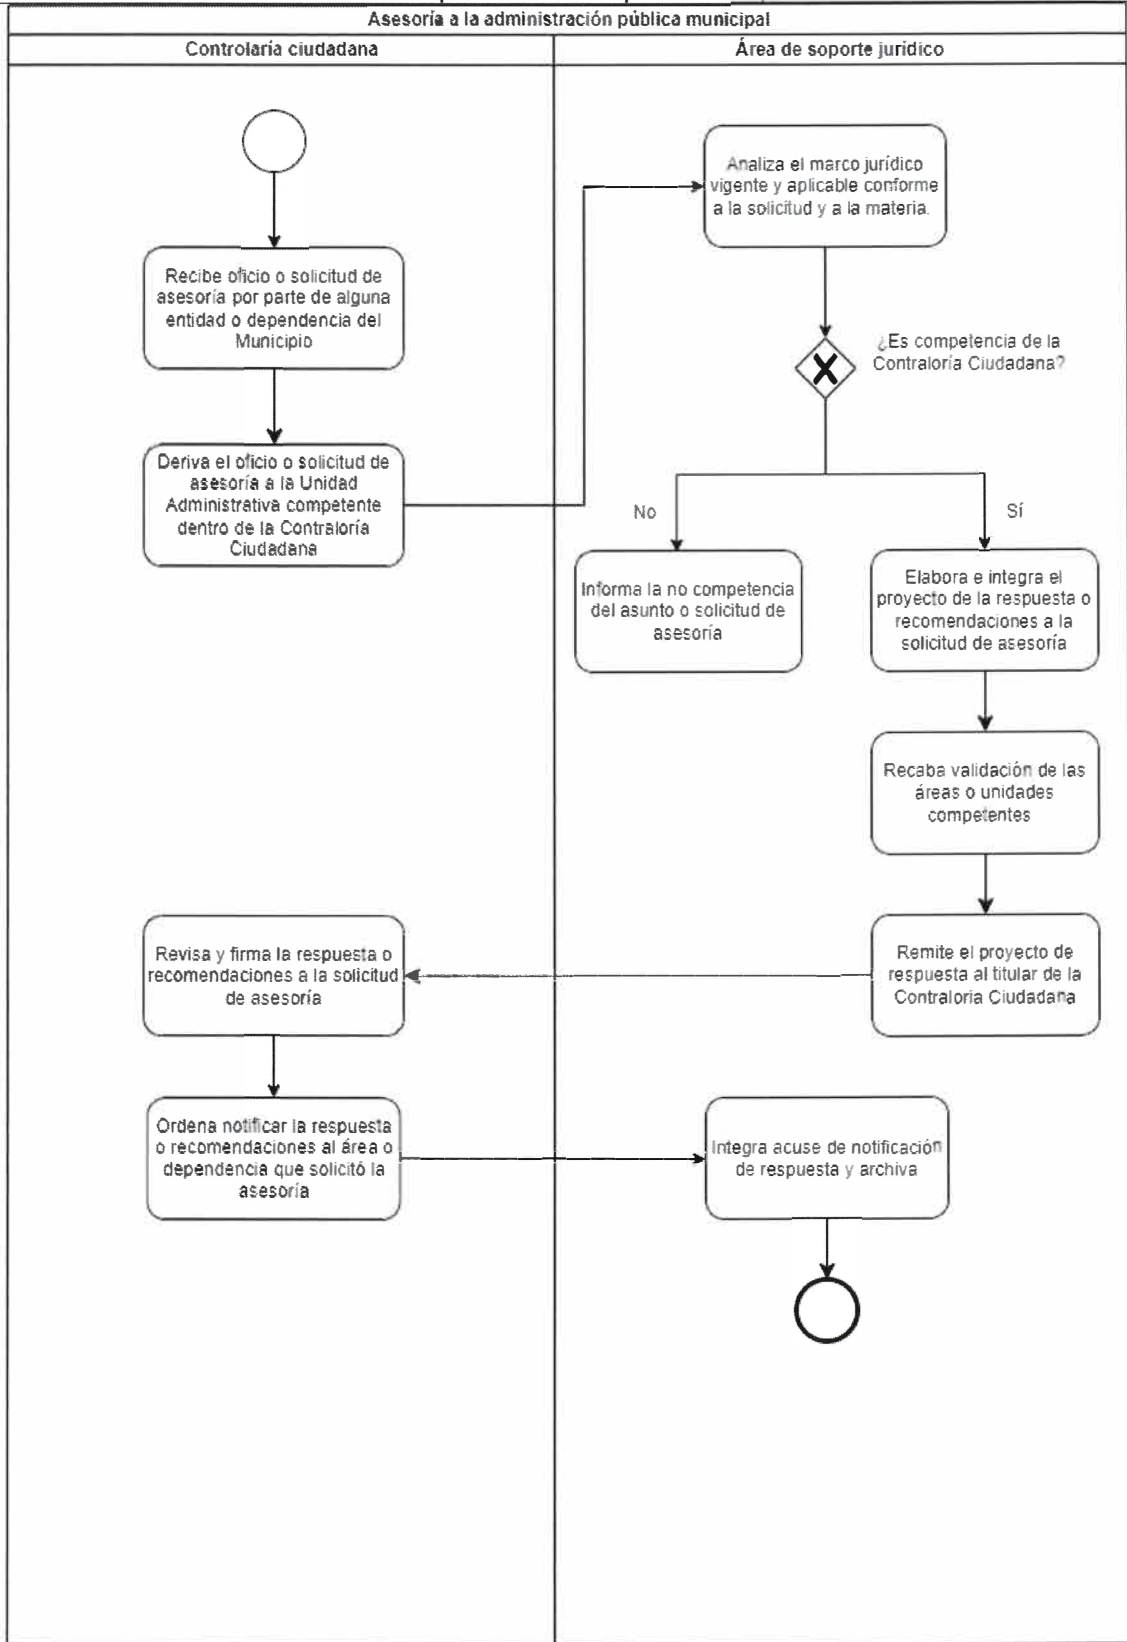 Asesoría a la administración pública municipal
Controlaría ciudadana
Área de soporte jurídico
Analiza el marco jurídico
vigente y aplicable conforme
a la solicitud y a la materia.
Recibe oficio o solicitud de
asesoría por parte de alguna
entidad o dependencia del
Municipio
¿Es competencia de la
Contraloría Ciudadana?
Deriva el oficio o solicitud de
asesoría a la Unidad
Administrativa competente
dentro de la Contraloría
Ciudadana
No
Sí
Informa la no competencia
del asunto o solicitud de
asesoría
Elabora e integra el
proyecto de la respuesta o
recomendaciones a la
solicitud de asesoría
Recaba validación de las
áreas o unidades
competentes
Remite el proyecto de
respuesta al titular de la
Contraloria Ciudadana
Revisa y firma la respuesta o
recomendaciones a la solicitud
de asesoría
Ordena notificar la respuesta
o recomendaciones al área o
dependencia que solicitó la
asesoría
Integra acuse de notificación
de respuesta y archiva